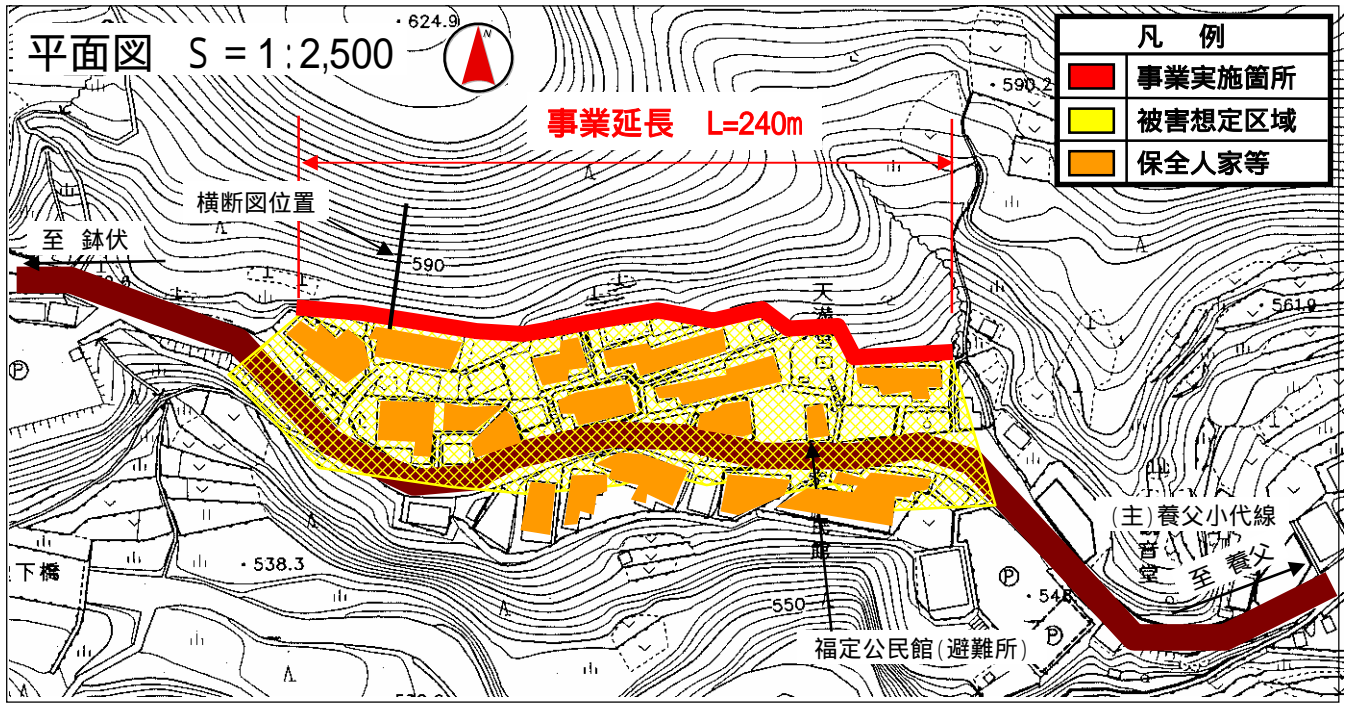 ・624.9
平面図 S = 1:2,500
N
凡 例
事業実施箇所
被害想定区域
保全人家等
・590.2
事業延長 L=240m
横断図位置
至 鉢伏
590
・561.9
(主)養父小代線
至 養父
音堂
下橋
・538.3
550
福定公民館(避難所)